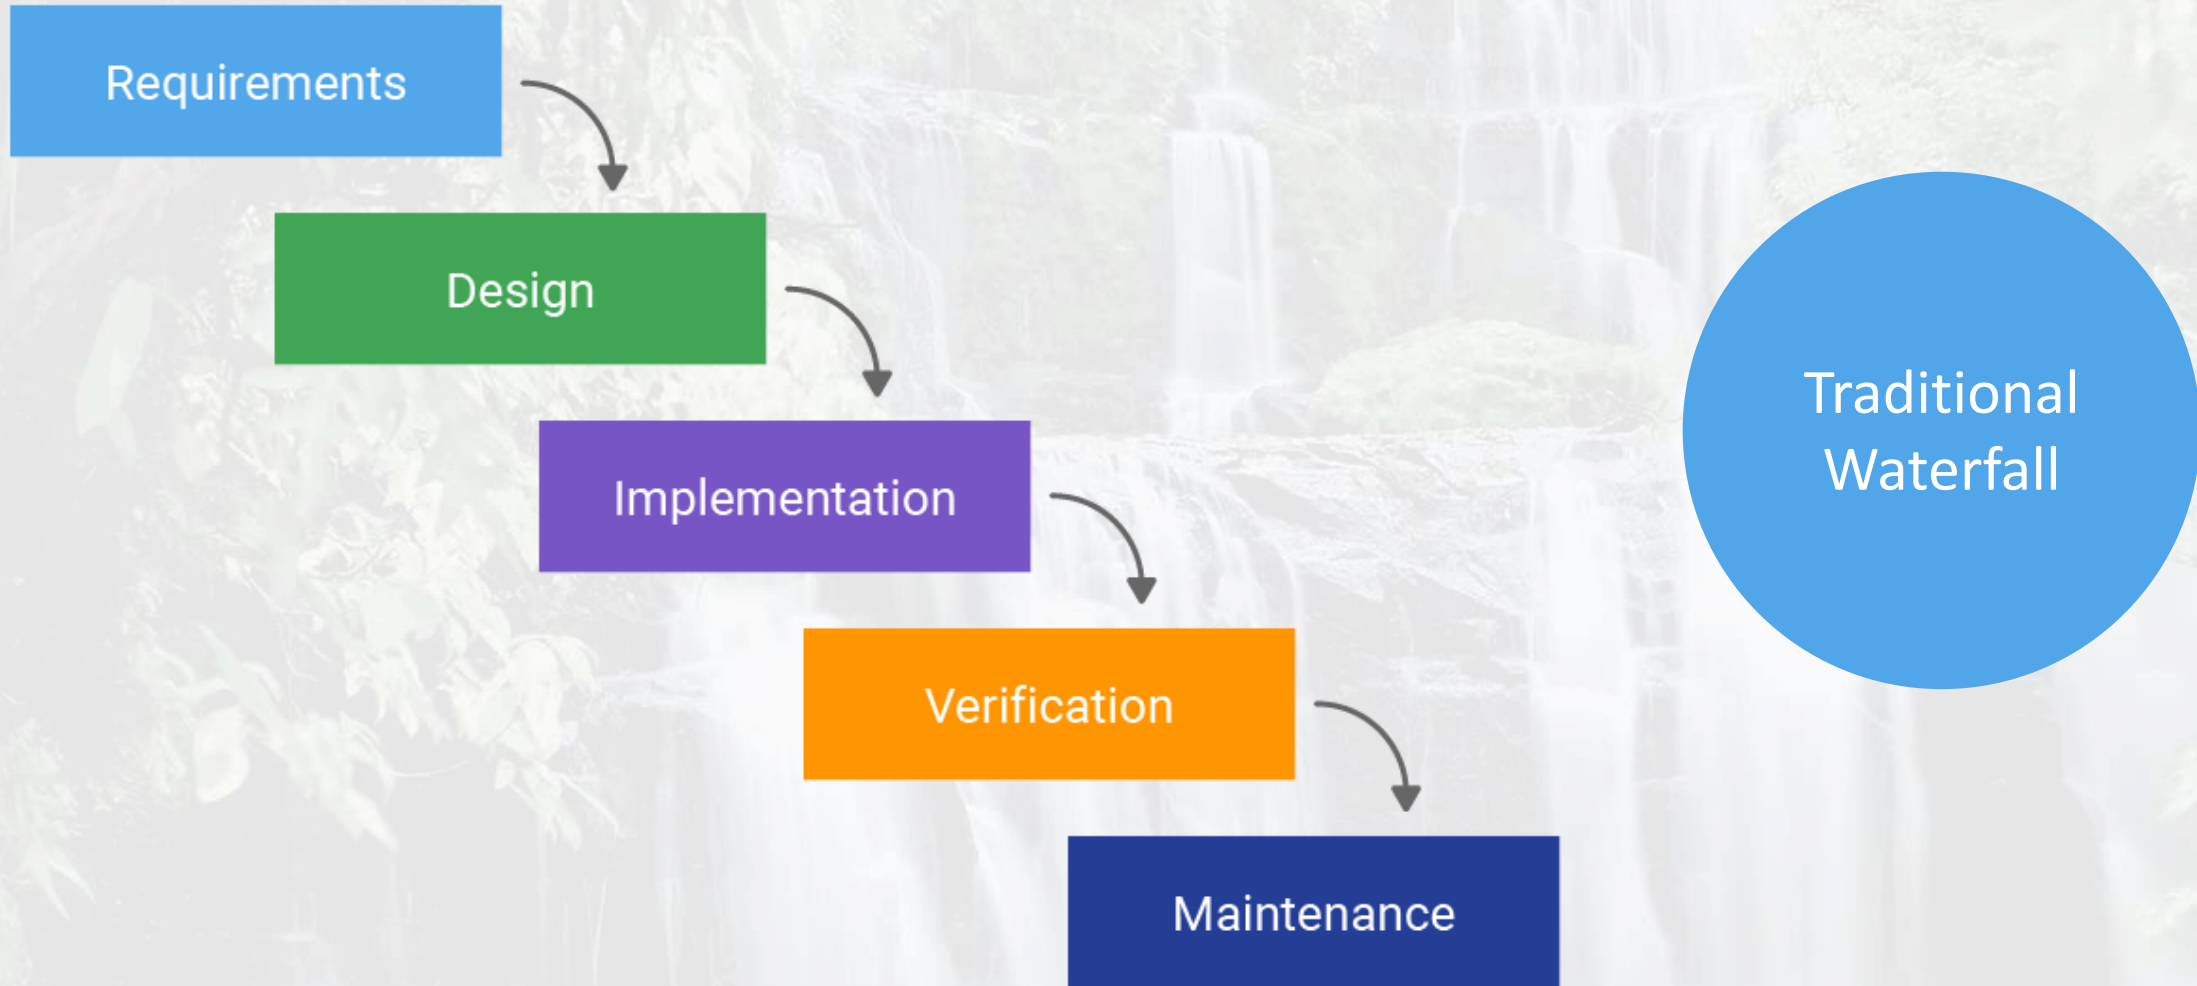 Requirements
Design
Implementation
Verification
Maintenance
Traditional
Waterfall